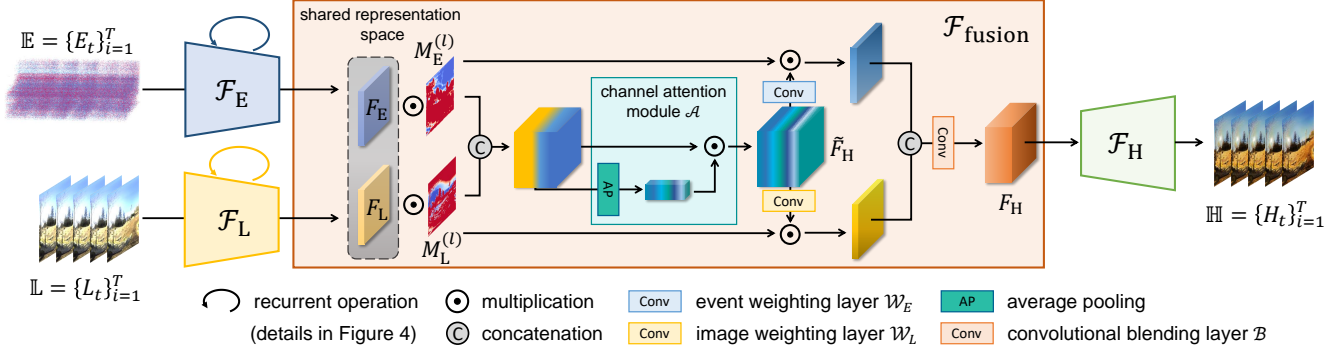 𝔼 = {E_t}_{i=1}^T
F_E
shared representation
space
M_E^{(l)}
F_fusion
F_E
channel attention
module A
Conv
C
AP
F̃_H
C
Conv
F_H
F_H
F_L
F_L
Conv
M_L^{(l)}
𝕃 = {L_t}_{i=1}^T
ℍ = {H_t}_{i=1}^T
recurrent operation
(details in Figure 4)
multiplication
C concatenation
Conv event weighting layer W_E
Conv image weighting layer W_L
AP average pooling
Conv convolutional blending layer B